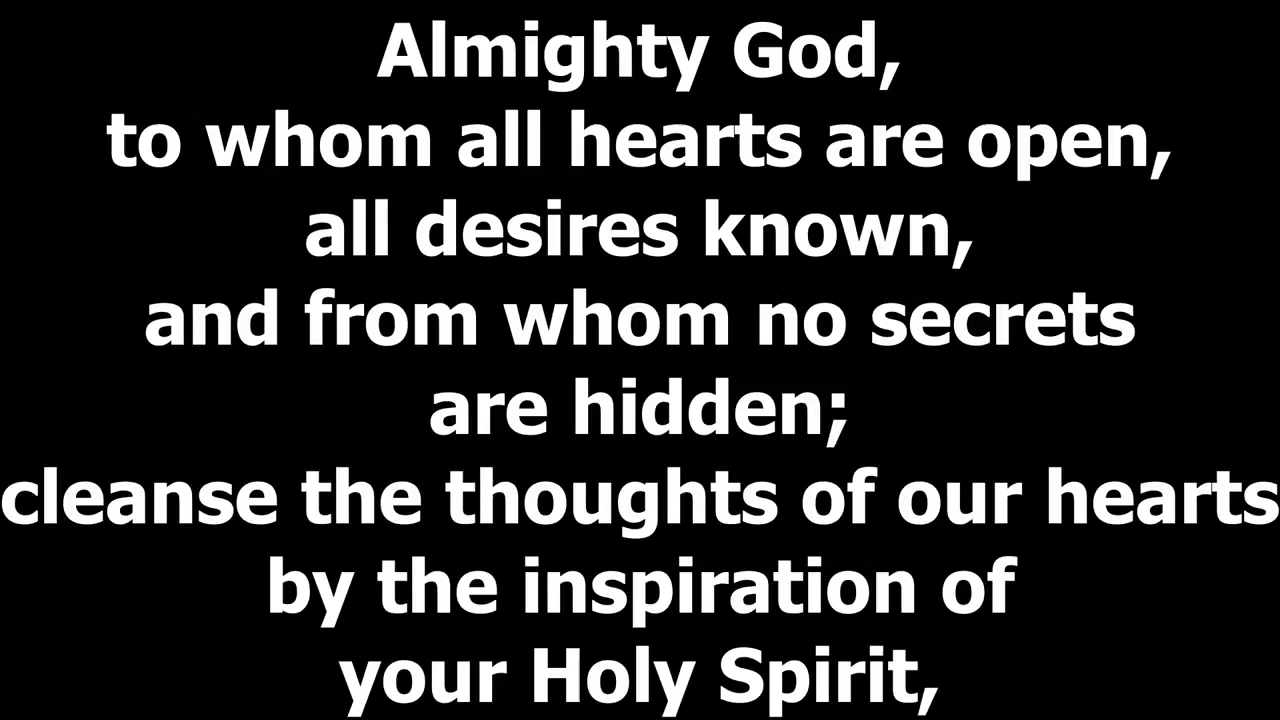 Almighty God,
to whom all hearts are open,
all desires known,
and from whom no secrets
are hidden;
cleanse the thoughts of our hearts
by the inspiration of
your Holy Spirit,